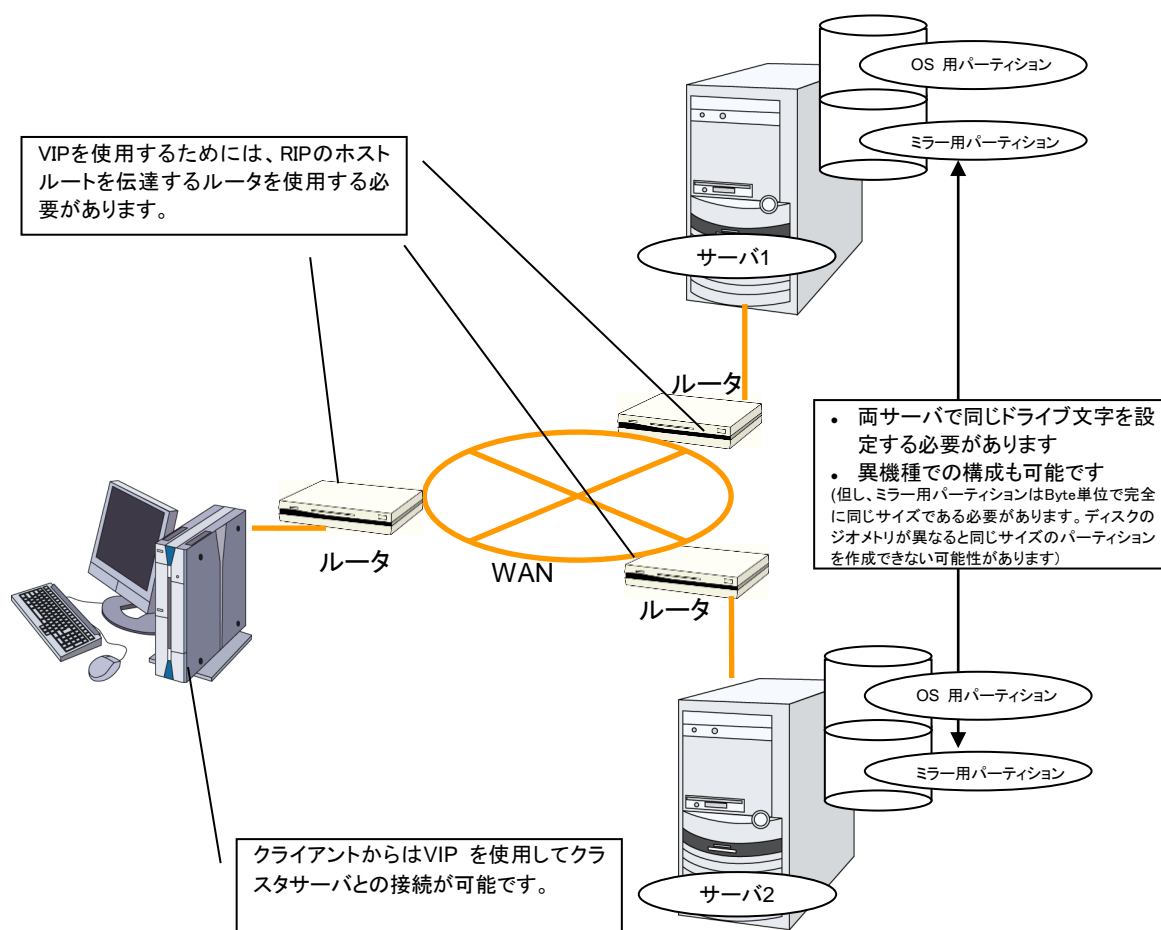 OS 用パーティション
ミラー用パーティション
VIPを使用するためには、RIPのホスト
ルートを伝達するルータを使用する必
要があります。
サーバ1
ルータ
• 両サーバで同じドライブ文字を設
定する必要があります
• 異機種での構成も可能です
(但し、ミラー用パーティションはByte単位で完全
に同じサイズである必要があります。ディスクの
ジオメトリが異なると同じサイズのパーティション
を作成できない可能性があります)
ルータ
WAN
ルータ
OS 用パーティション
ミラー用パーティション
クライアントからはVIP を使用してクラ
スタサーバとの接続が可能です。
サーバ2